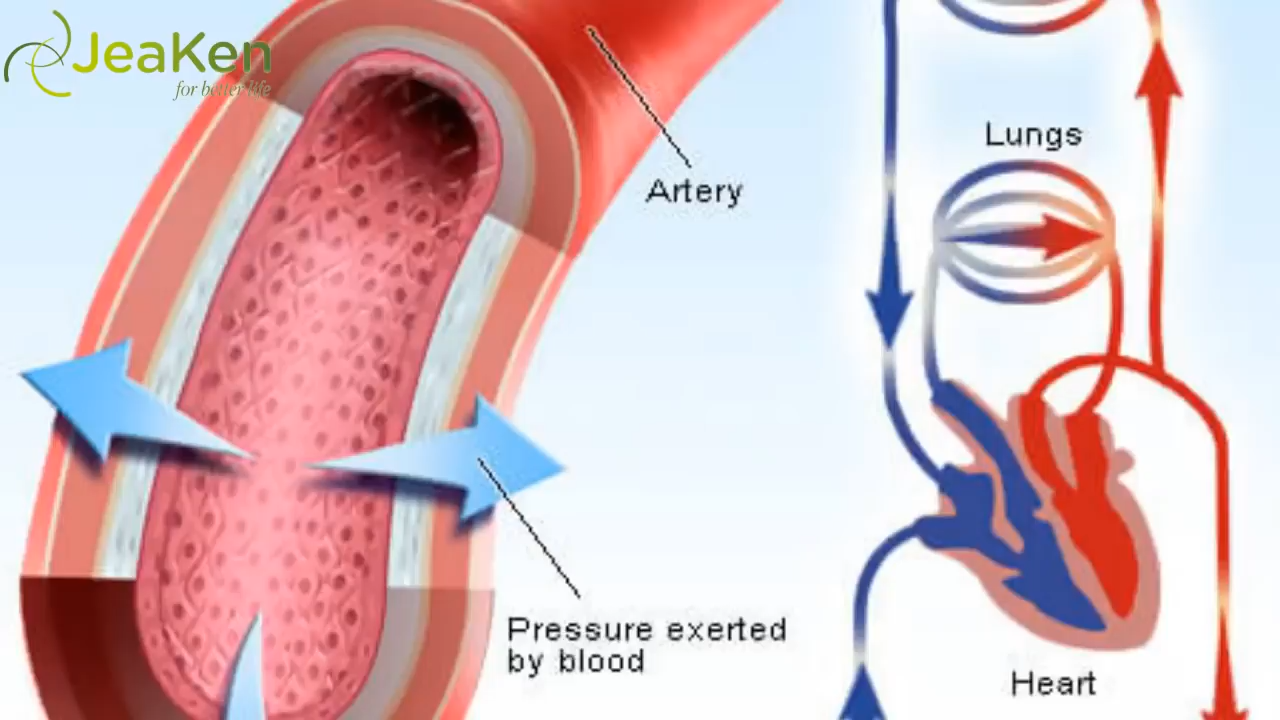 JeaKen
for better life
Lungs
Artery
Pressure exerted
by blood
Heart